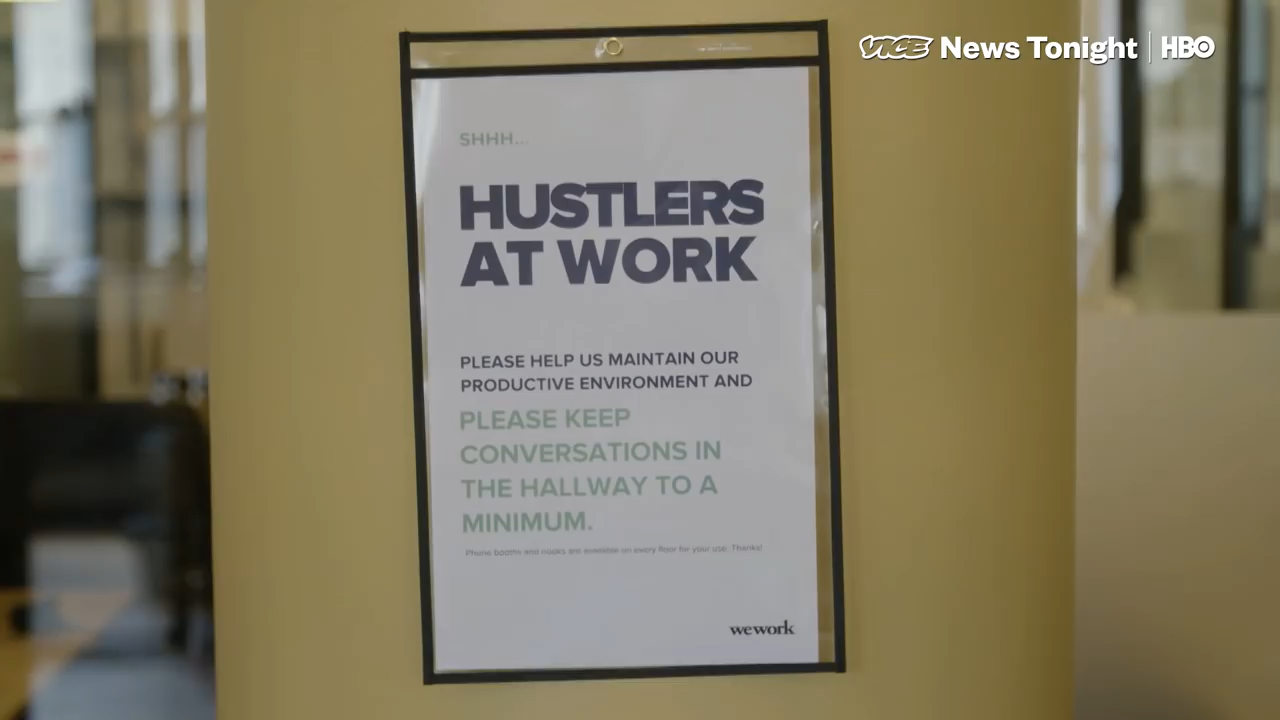 VICE News Tonight | HBO
SHHH...
HUSTLERS
AT WORK
PLEASE HELP US MAINTAIN OUR
PRODUCTIVE ENVIRONMENT AND
PLEASE KEEP
CONVERSATIONS IN
THE HALLWAY TO A
MINIMUM.
Phone booths and nooks are available on every floor for your use. Thanks!
wework